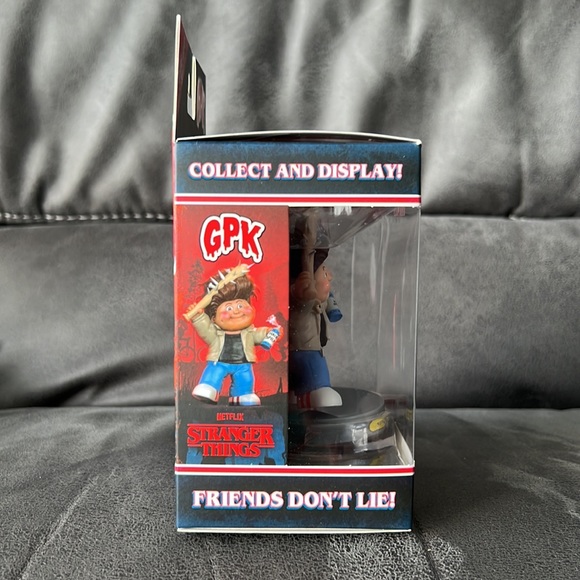 COLLECT AND DISPLAY!
GPK
NETFLIX
STRANGER
THINGS
FRIENDS DON'T LIE!